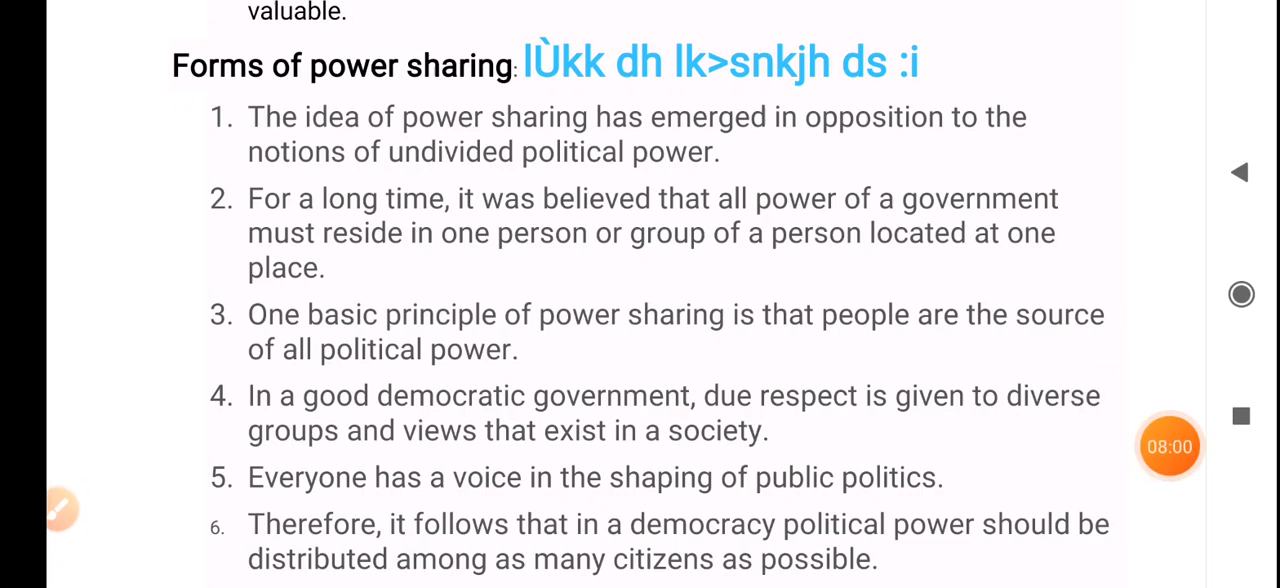 valuable.
Forms of power sharing: lÙkk dh lk>snkjh ds :i
1. The idea of power sharing has emerged in opposition to the
notions of undivided political power.
2. For a long time, it was believed that all power of a government
must reside in one person or group of a person located at one
place.
3. One basic principle of power sharing is that people are the source
of all political power.
4. In a good democratic government, due respect is given to diverse
groups and views that exist in a society.
5. Everyone has a voice in the shaping of public politics.
6. Therefore, it follows that in a democracy political power should be
distributed among as many citizens as possible.
08:00